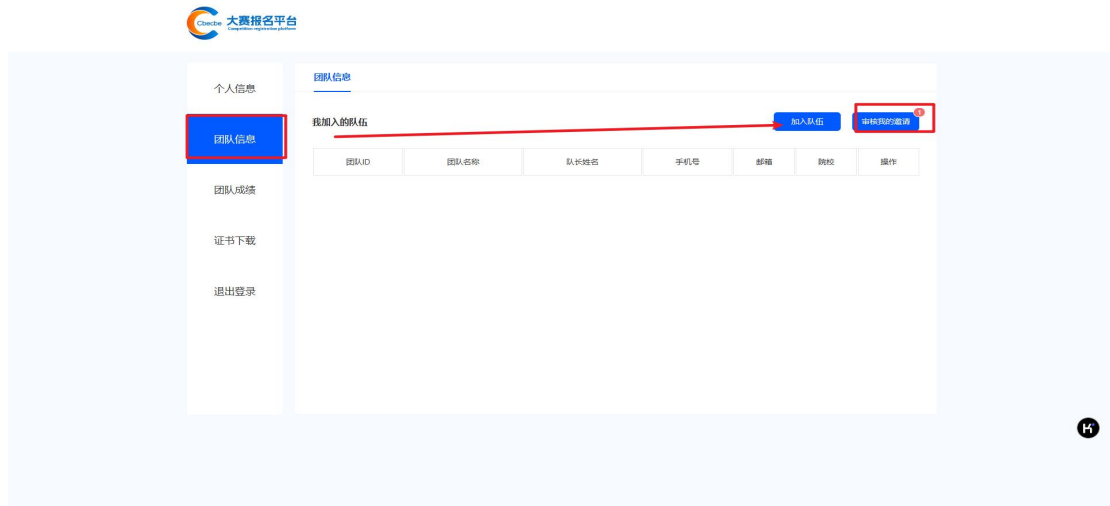 Cbecbe 大赛报名平台
Competition registration platform
个人信息
团队信息
团队成绩
证书下载
退出登录
团队信息
我加入的队伍
加入队伍
审核我的邀请
1
团队ID 团队名称 队长姓名 手机号 邮箱 院校 操作
K